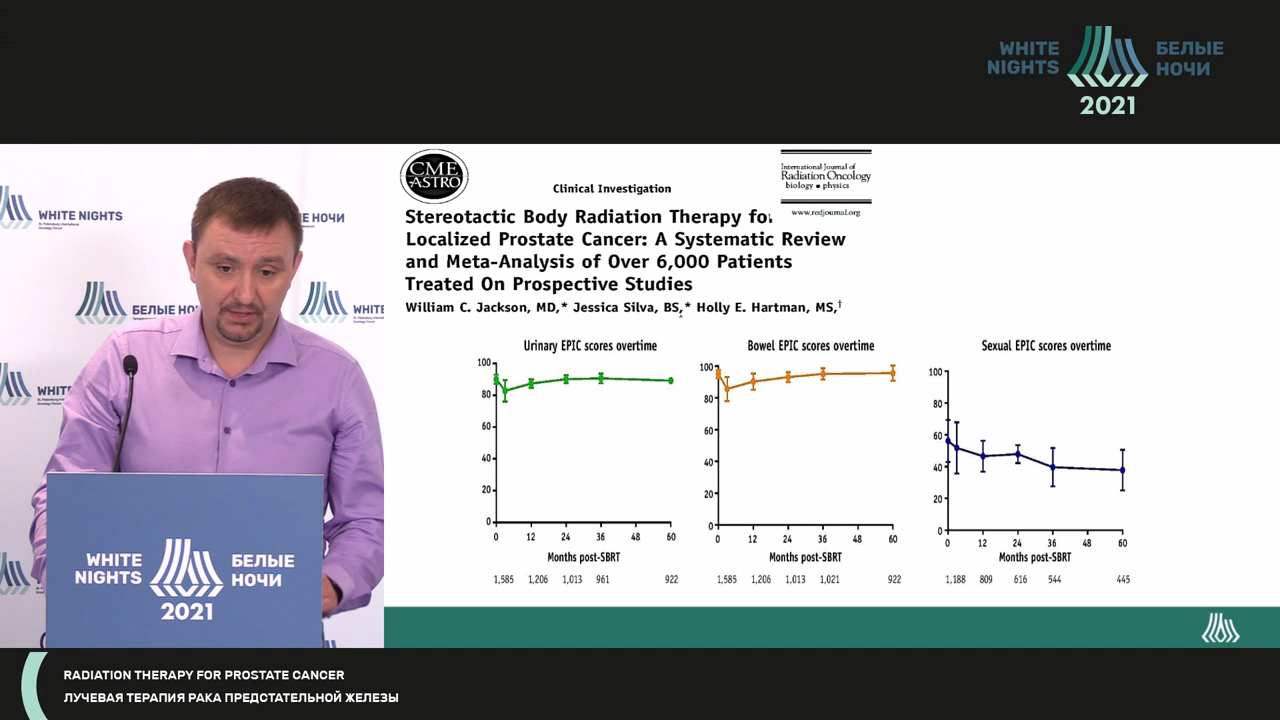 WHITE
NIGHTS
БЕЛЫЕ
НОЧИ
2021
WHITE NIGHTS
БЕЛЫЕ
НОЧИ
WHITE
WHITE
NIGHTS
БЕЛЫЕ
НОЧИ
2021
CME
ASTRO
Clinical Investigation
International Journal of
Radiation Oncology
biology • physics
www.redjournal.org
Stereotactic Body Radiation Therapy for
Localized Prostate Cancer: A Systematic Review
and Meta-Analysis of Over 6,000 Patients
Treated On Prospective Studies
William C. Jackson, MD,* Jessica Silva, BS,* Holly E. Hartman, MS,†
Urinary EPIC scores overtime
100
80
60
40
20
0
0 12 24 36 48 60
Months post-SBRT
1,585 1,206 1,013 961 922
Bowel EPIC scores overtime
100
80
60
40
20
0
0 12 24 36 48 60
Months post-SBRT
1,585 1,206 1,013 1,021 922
Sexual EPIC scores overtime
100
80
60
40
20
0
0 12 24 36 48 60
Months post-SBRT
1,188 809 616 544 445
RADIATION THERAPY FOR PROSTATE CANCER
ЛУЧЕВАЯ ТЕРАПИЯ РАКА ПРЕДСТАТЕЛЬНОЙ ЖЕЛЕЗЫ